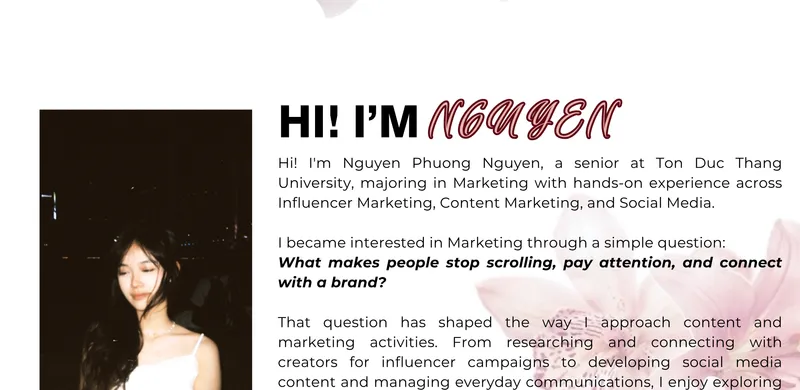 HI! I'M NGUYEN
Hi! I'm Nguyen Phuong Nguyen, a senior at Ton Duc Thang
University, majoring in Marketing with hands-on experience across
Influencer Marketing, Content Marketing, and Social Media.
I became interested in Marketing through a simple question:
What makes people stop scrolling, pay attention, and connect
with a brand?
That question has shaped the way I approach content and
marketing activities. From researching and connecting with
creators for influencer campaigns to developing social media
content and managing everyday communications, I enjoy exploring